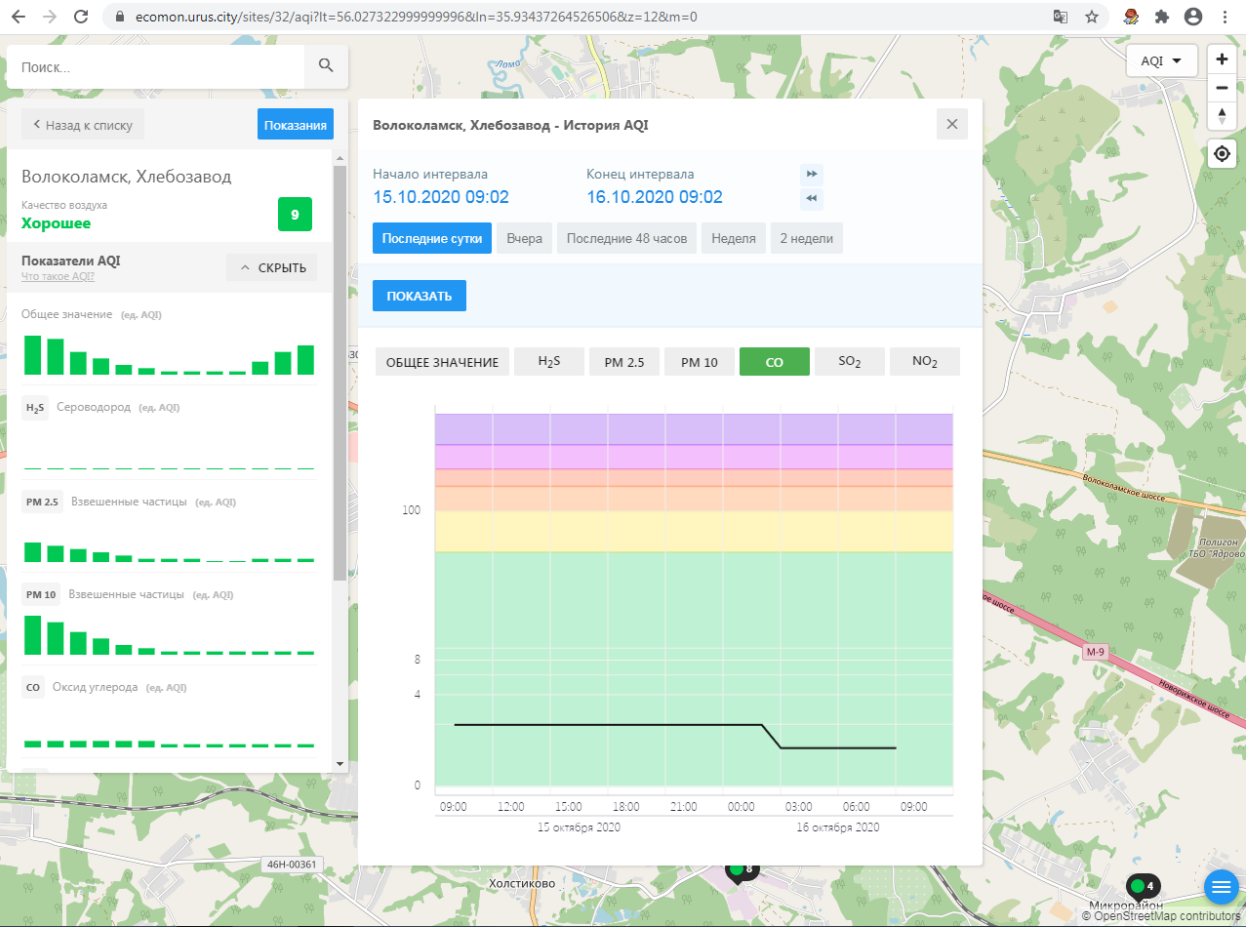 ecomon.urus.city/sites/32/aqi?lt=56.027322999999996&ln=35.93437264526506&z=12&m=0
Поиск...
AQI
Лама
Назад к списку
Показания
Волоколамск, Хлебозавод
Качество воздуха
Хорошее
9
Показатели AQI
Что такое AQI?
СКРЫТЬ
Общее значение (ед. AQI)
H₂S Сероводород (ед. AQI)
PM 2.5 Взвешенные частицы (ед. AQI)
PM 10 Взвешенные частицы (ед. AQI)
CO Оксид углерода (ед. AQI)
Волоколамск, Хлебозавод - История AQI
Начало интервала
15.10.2020 09:02
Конец интервала
16.10.2020 09:02
Последние сутки
Вчера
Последние 48 часов
Неделя
2 недели
ПОКАЗАТЬ
ОБЩЕЕ ЗНАЧЕНИЕ
H₂S
PM 2.5
PM 10
CO
SO₂
NO₂
100
8
4
0
09:00 12:00 15:00 18:00 21:00 00:00 03:00 06:00 09:00
15 октября 2020
16 октября 2020
Волоколамское шоссе
Полигон
ТБО "Ядрово
шоссе
М-9
Новорижское шоссе
46Н-00361
Холстиково
8
4
Микрорайон
© OpenStreetMap contributors